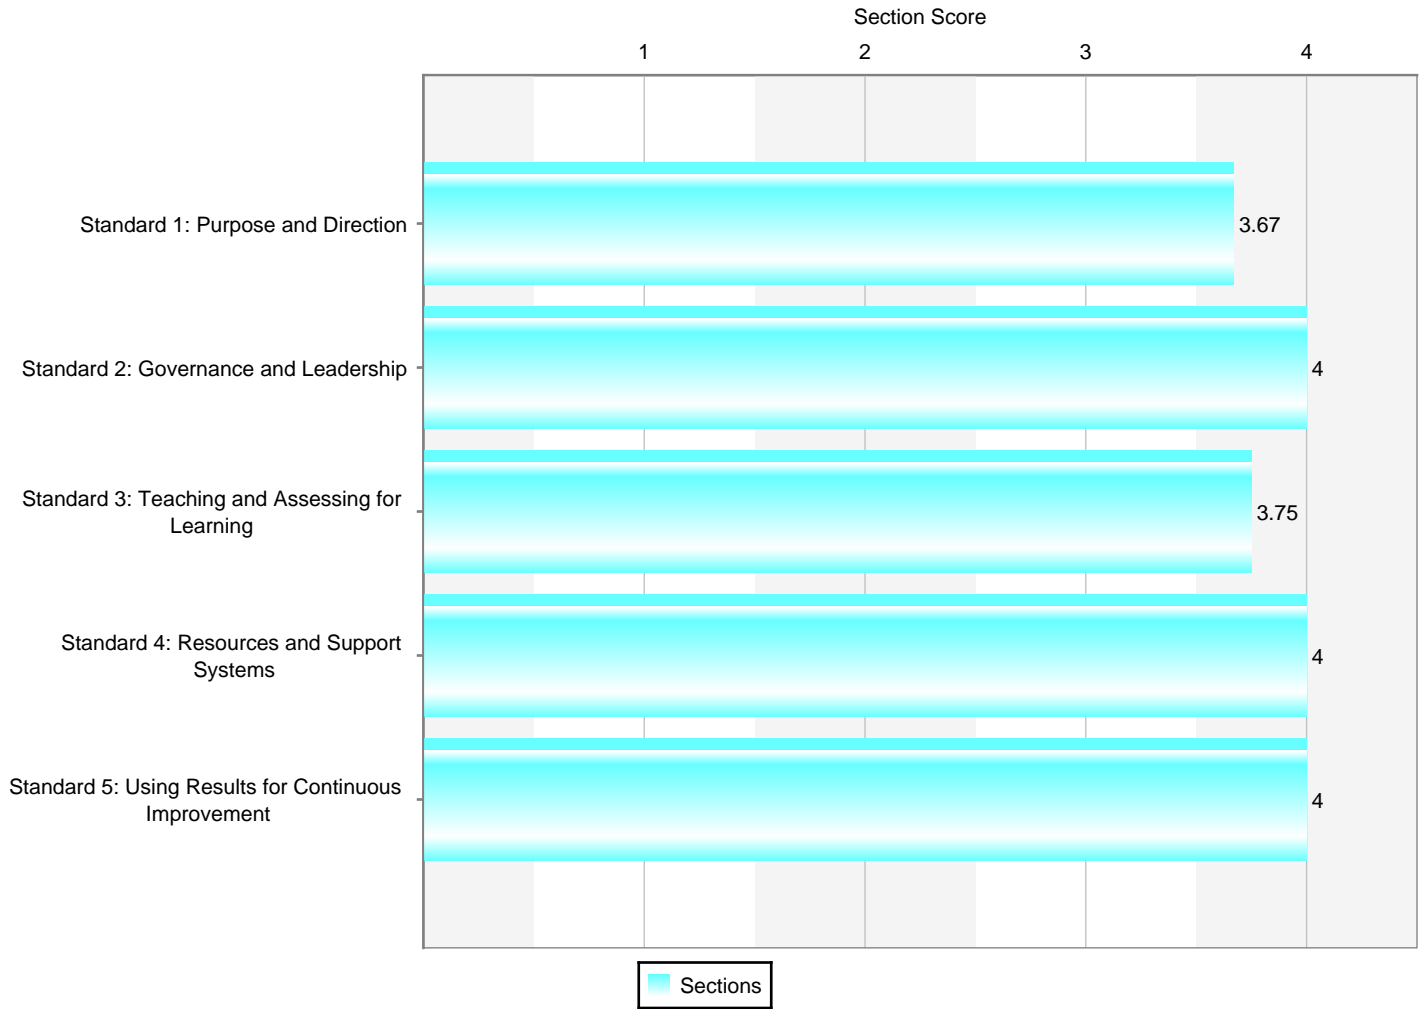 Section Score
1 2 3 4
Standard 1: Purpose and Direction
3.67
Standard 2: Governance and Leadership
4
Standard 3: Teaching and Assessing for
Learning
3.75
Standard 4: Resources and Support
Systems
4
Standard 5: Using Results for Continuous
Improvement
4
Sections